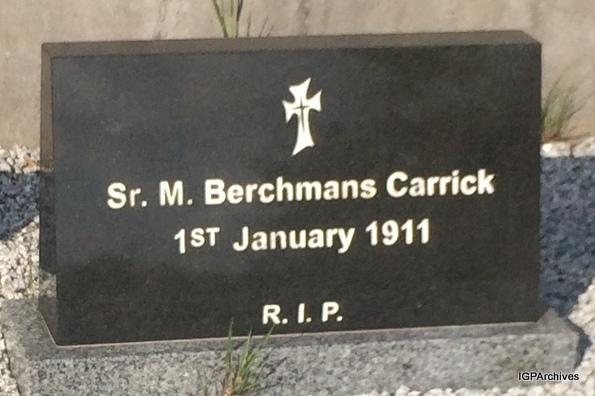 Sr. M. Berchmans Carrick
1ST January 1911
R. I. P.
IGPArchives